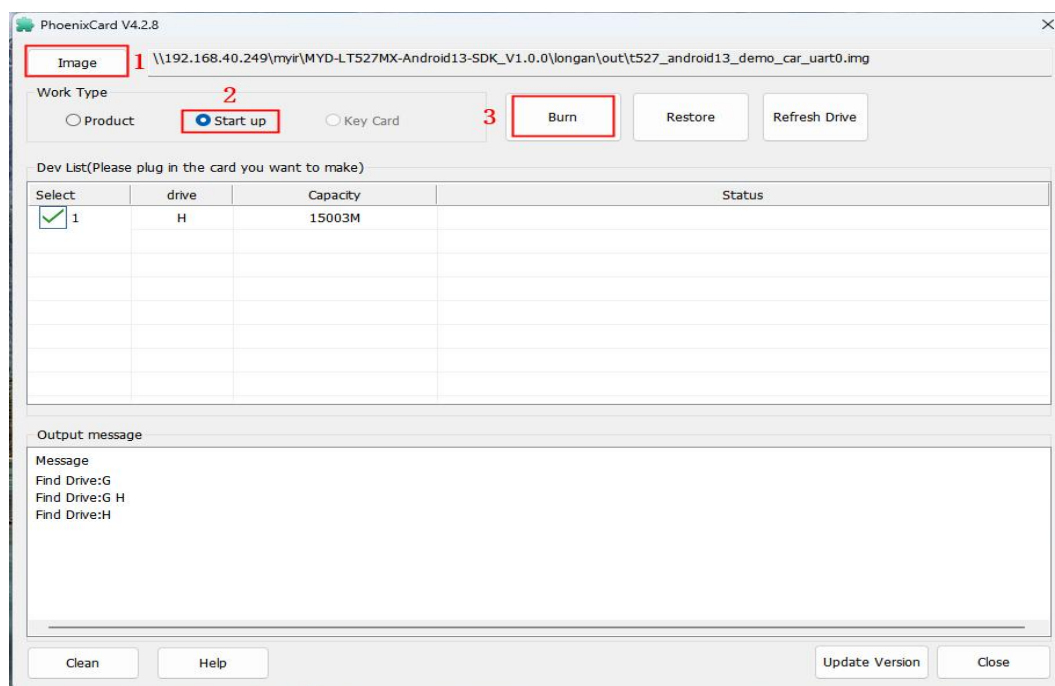 PhoenixCard V4.2.8
Image 1 \\192.168.40.249\myir\MYD-LT527MX-Android13-SDK_V1.0.0\longan\out\t527_android13_demo_car_uart0.img
Work Type
2
Product Start up Key Card 3 Burn Restore Refresh Drive
Dev List(Please plug in the card you want to make)
Select drive Capacity Status
1 H 15003M
Output message
Message
Find Drive:G
Find Drive:G H
Find Drive:H
Clean Help Update Version Close